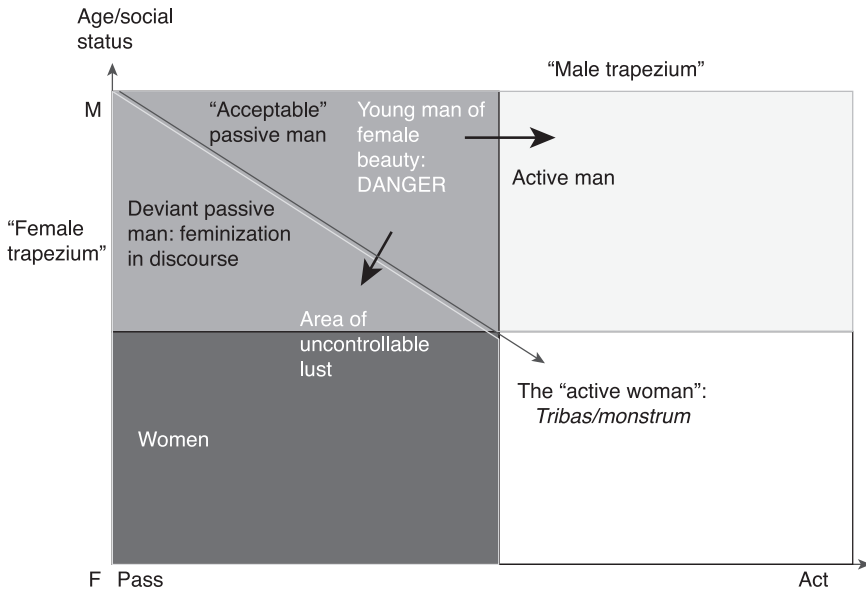 Age/social
status
“Male trapezium”
M
“Acceptable”
passive man
Young man of
female
beauty:
DANGER
Active man
“Female
trapezium”
Deviant passive
man: feminization
in discourse
Area of
uncontrollable
lust
The “active woman”:
Tribas/monstrum
Women
F
Pass
Act